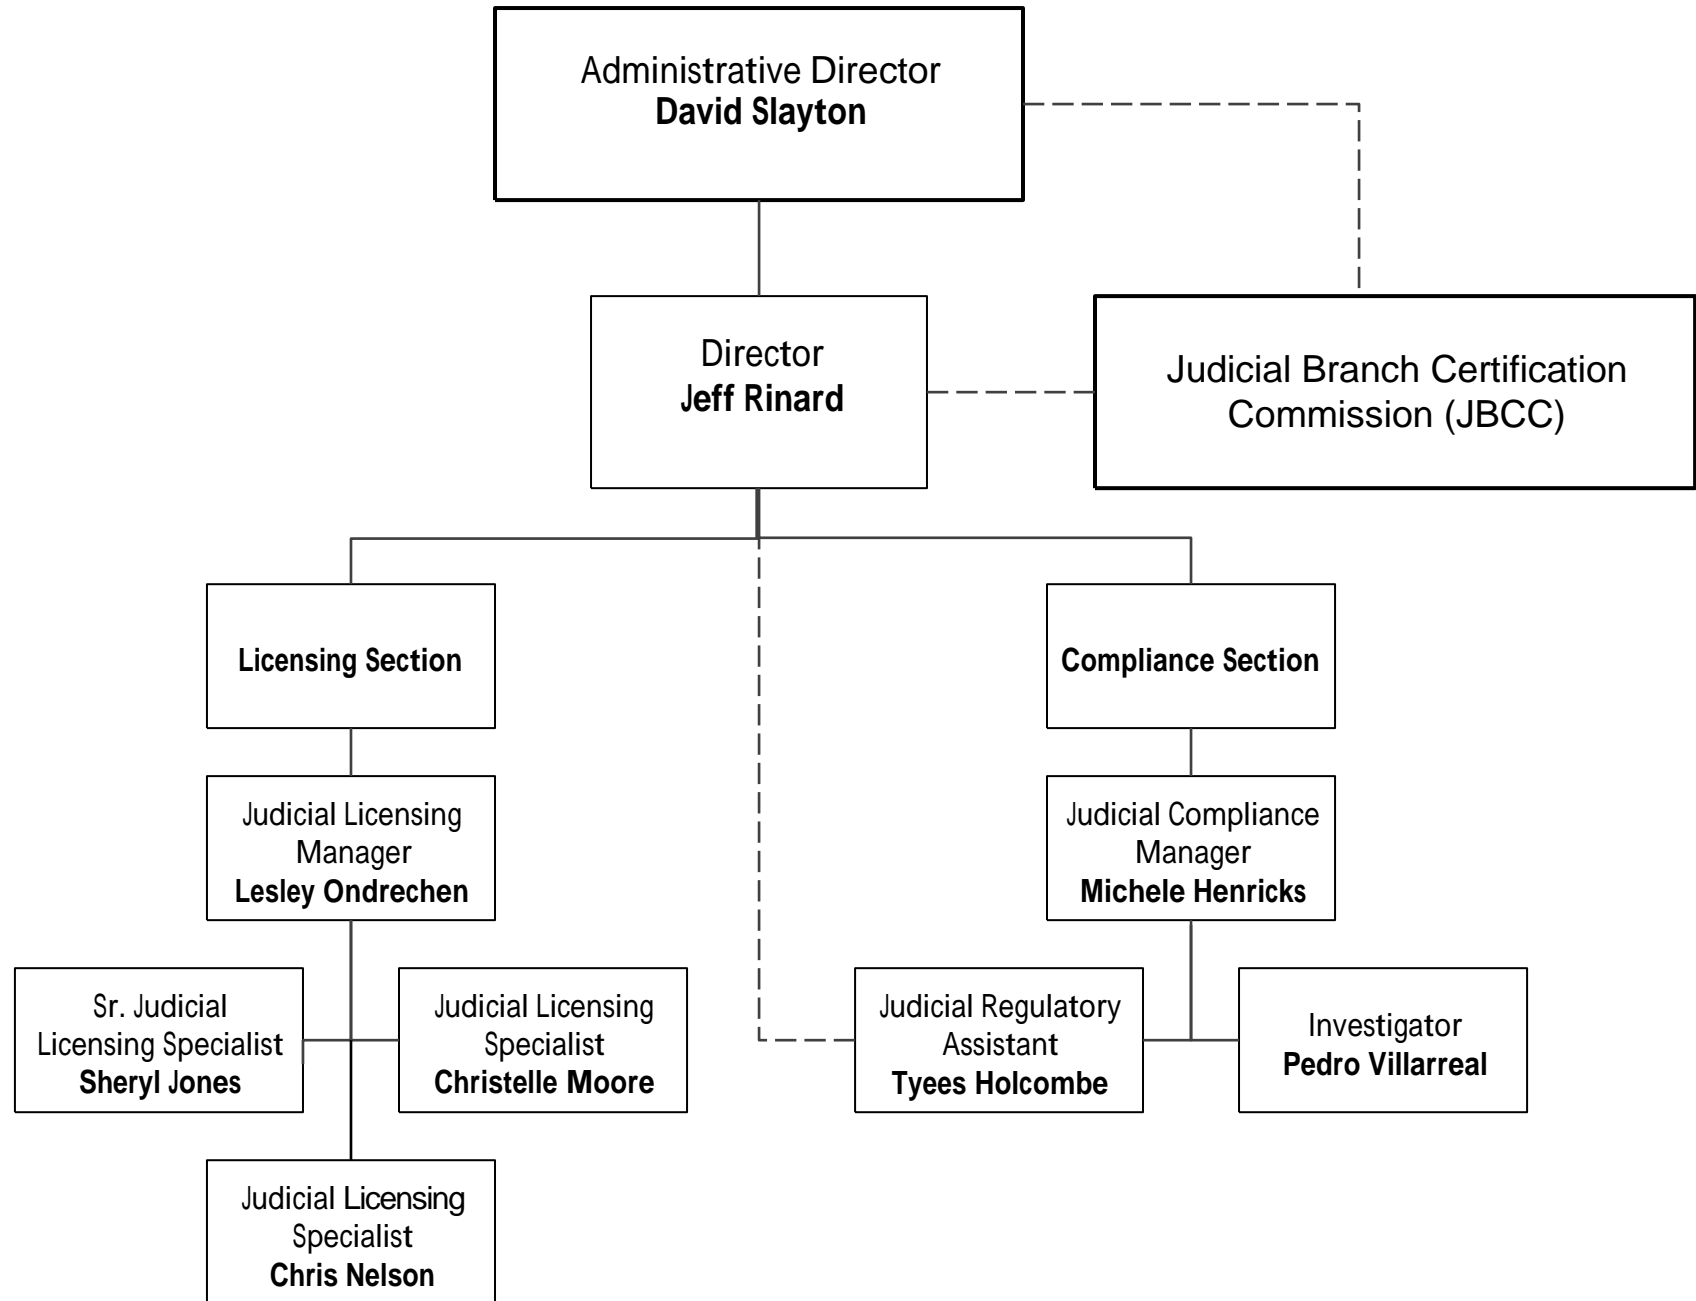 Administrative Director
David Slayton
Director
Jeff Rinard
Judicial Branch Certification
Commission (JBCC)
Licensing Section
Compliance Section
Judicial Licensing
Manager
Lesley Ondrechen
Judicial Compliance
Manager
Michele Henricks
Sr. Judicial
Licensing Specialist
Sheryl Jones
Judicial Licensing
Specialist
Christelle Moore
Judicial Regulatory
Assistant
Tyees Holcombe
Investigator
Pedro Villarreal
Judicial Licensing
Specialist
Chris Nelson